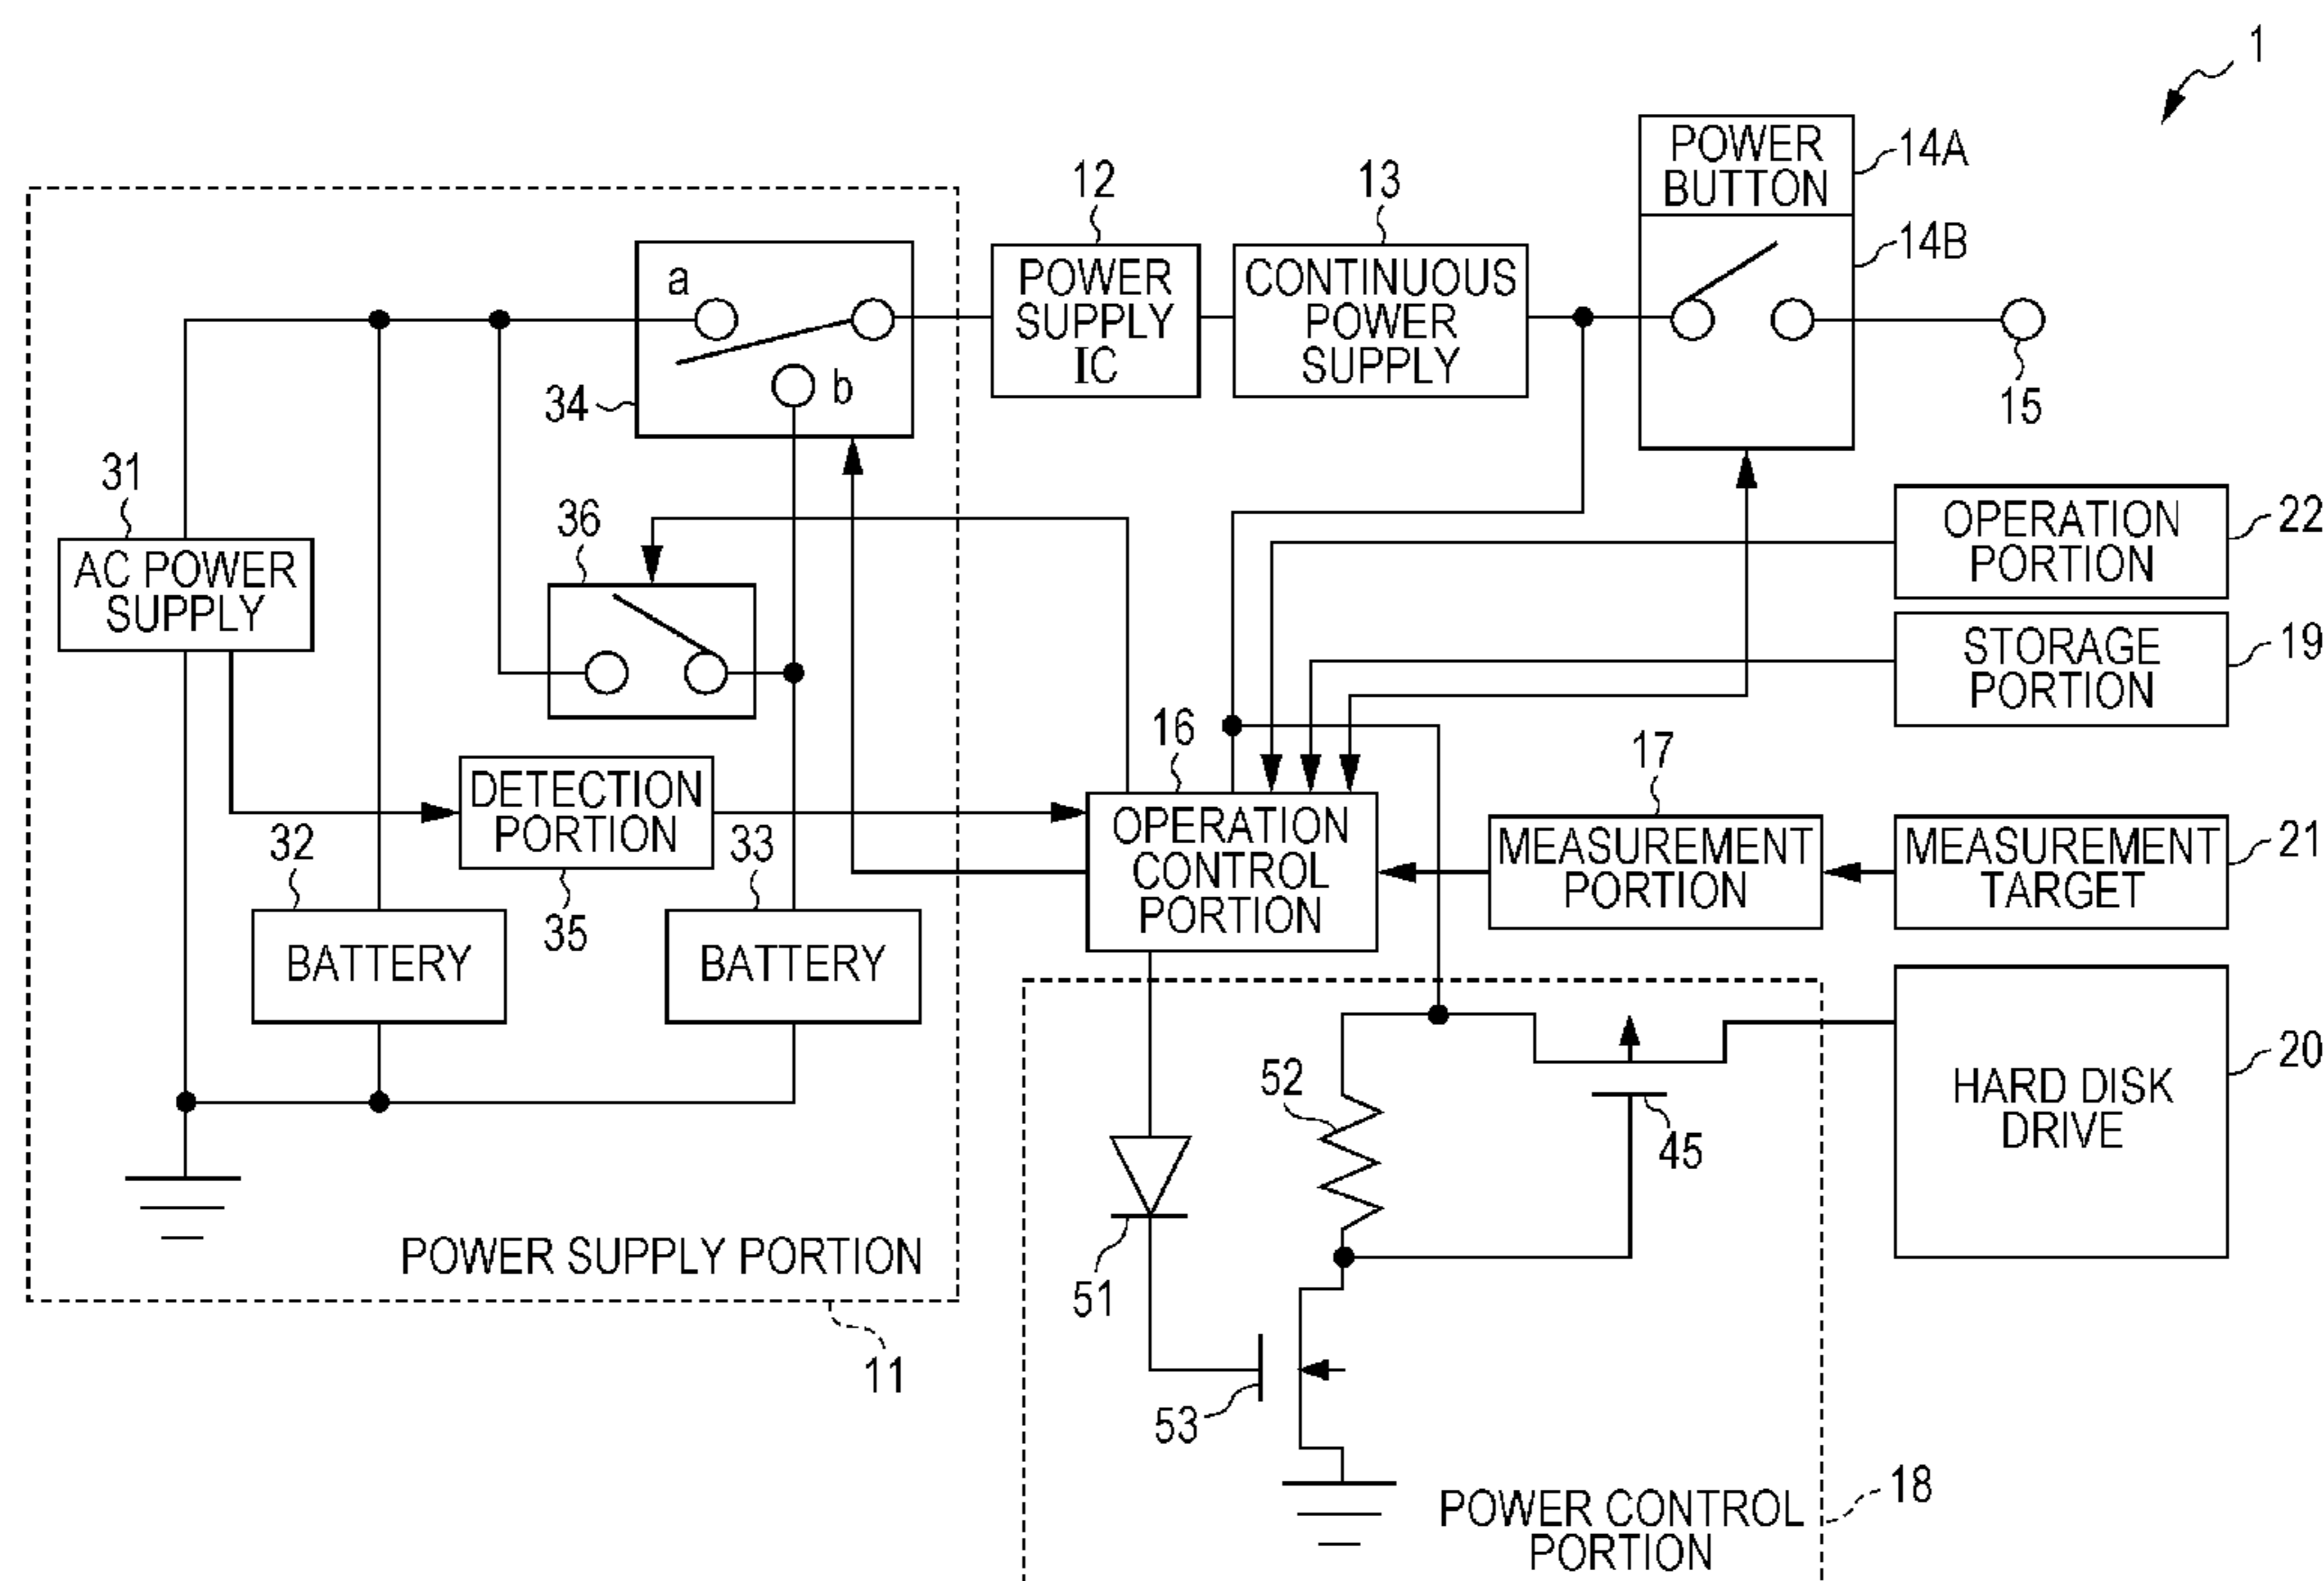 1
POWER
BUTTON
14A
14B
12
13
POWER
SUPPLY
IC
CONTINUOUS
POWER
SUPPLY
a
b
34
15
31
AC POWER
SUPPLY
36
OPERATION
PORTION
22
STORAGE
PORTION
19
16
17
DETECTION
PORTION
35
OPERATION
CONTROL
PORTION
MEASUREMENT
PORTION
MEASUREMENT
TARGET
21
32
BATTERY
33
BATTERY
HARD DISK
DRIVE
20
52
45
51
53
POWER SUPPLY PORTION
11
POWER CONTROL
PORTION
18